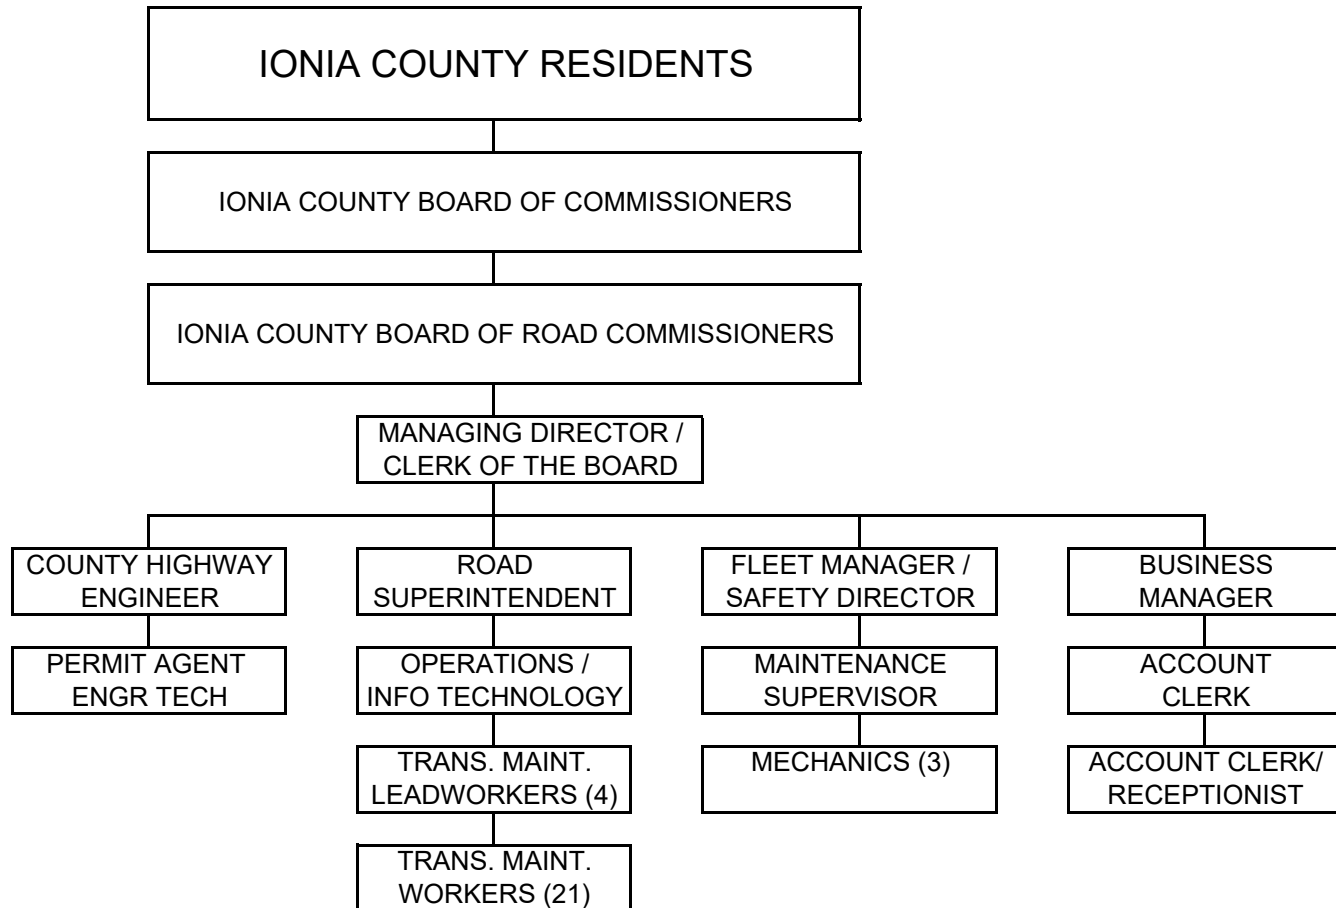 IONIA COUNTY RESIDENTS
IONIA COUNTY BOARD OF COMMISSIONERS
IONIA COUNTY BOARD OF ROAD COMMISSIONERS
MANAGING DIRECTOR /
CLERK OF THE BOARD
COUNTY HIGHWAY
ENGINEER
ROAD
SUPERINTENDENT
FLEET MANAGER /
SAFETY DIRECTOR
BUSINESS
MANAGER
PERMIT AGENT
ENGR TECH
OPERATIONS /
INFO TECHNOLOGY
MAINTENANCE
SUPERVISOR
ACCOUNT
CLERK
TRANS. MAINT.
LEADWORKERS (4)
MECHANICS (3)
ACCOUNT CLERK/
RECEPTIONIST
TRANS. MAINT.
WORKERS (21)